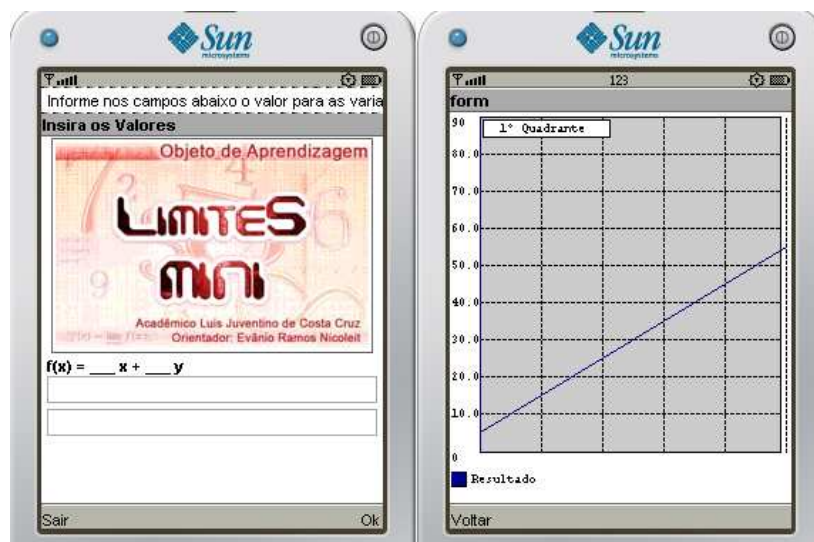 Sun
microsystems
Informe nos campos abaixo o valor para as varia
Insira os Valores
Objeto de Aprendizagem
LIMITES
MINI
Acadêmico Luis Juventino de Costa Cruz
Orientador: Evânio Ramos Nicoleit
f(x) = ___ x + ___ y
Sair
Ok
Sun
microsystems
123
form
90
1° Quadrante
80.0
70.0
60.0
50.0
40.0
30.0
20.0
10.0
0
Resultado
Voltar